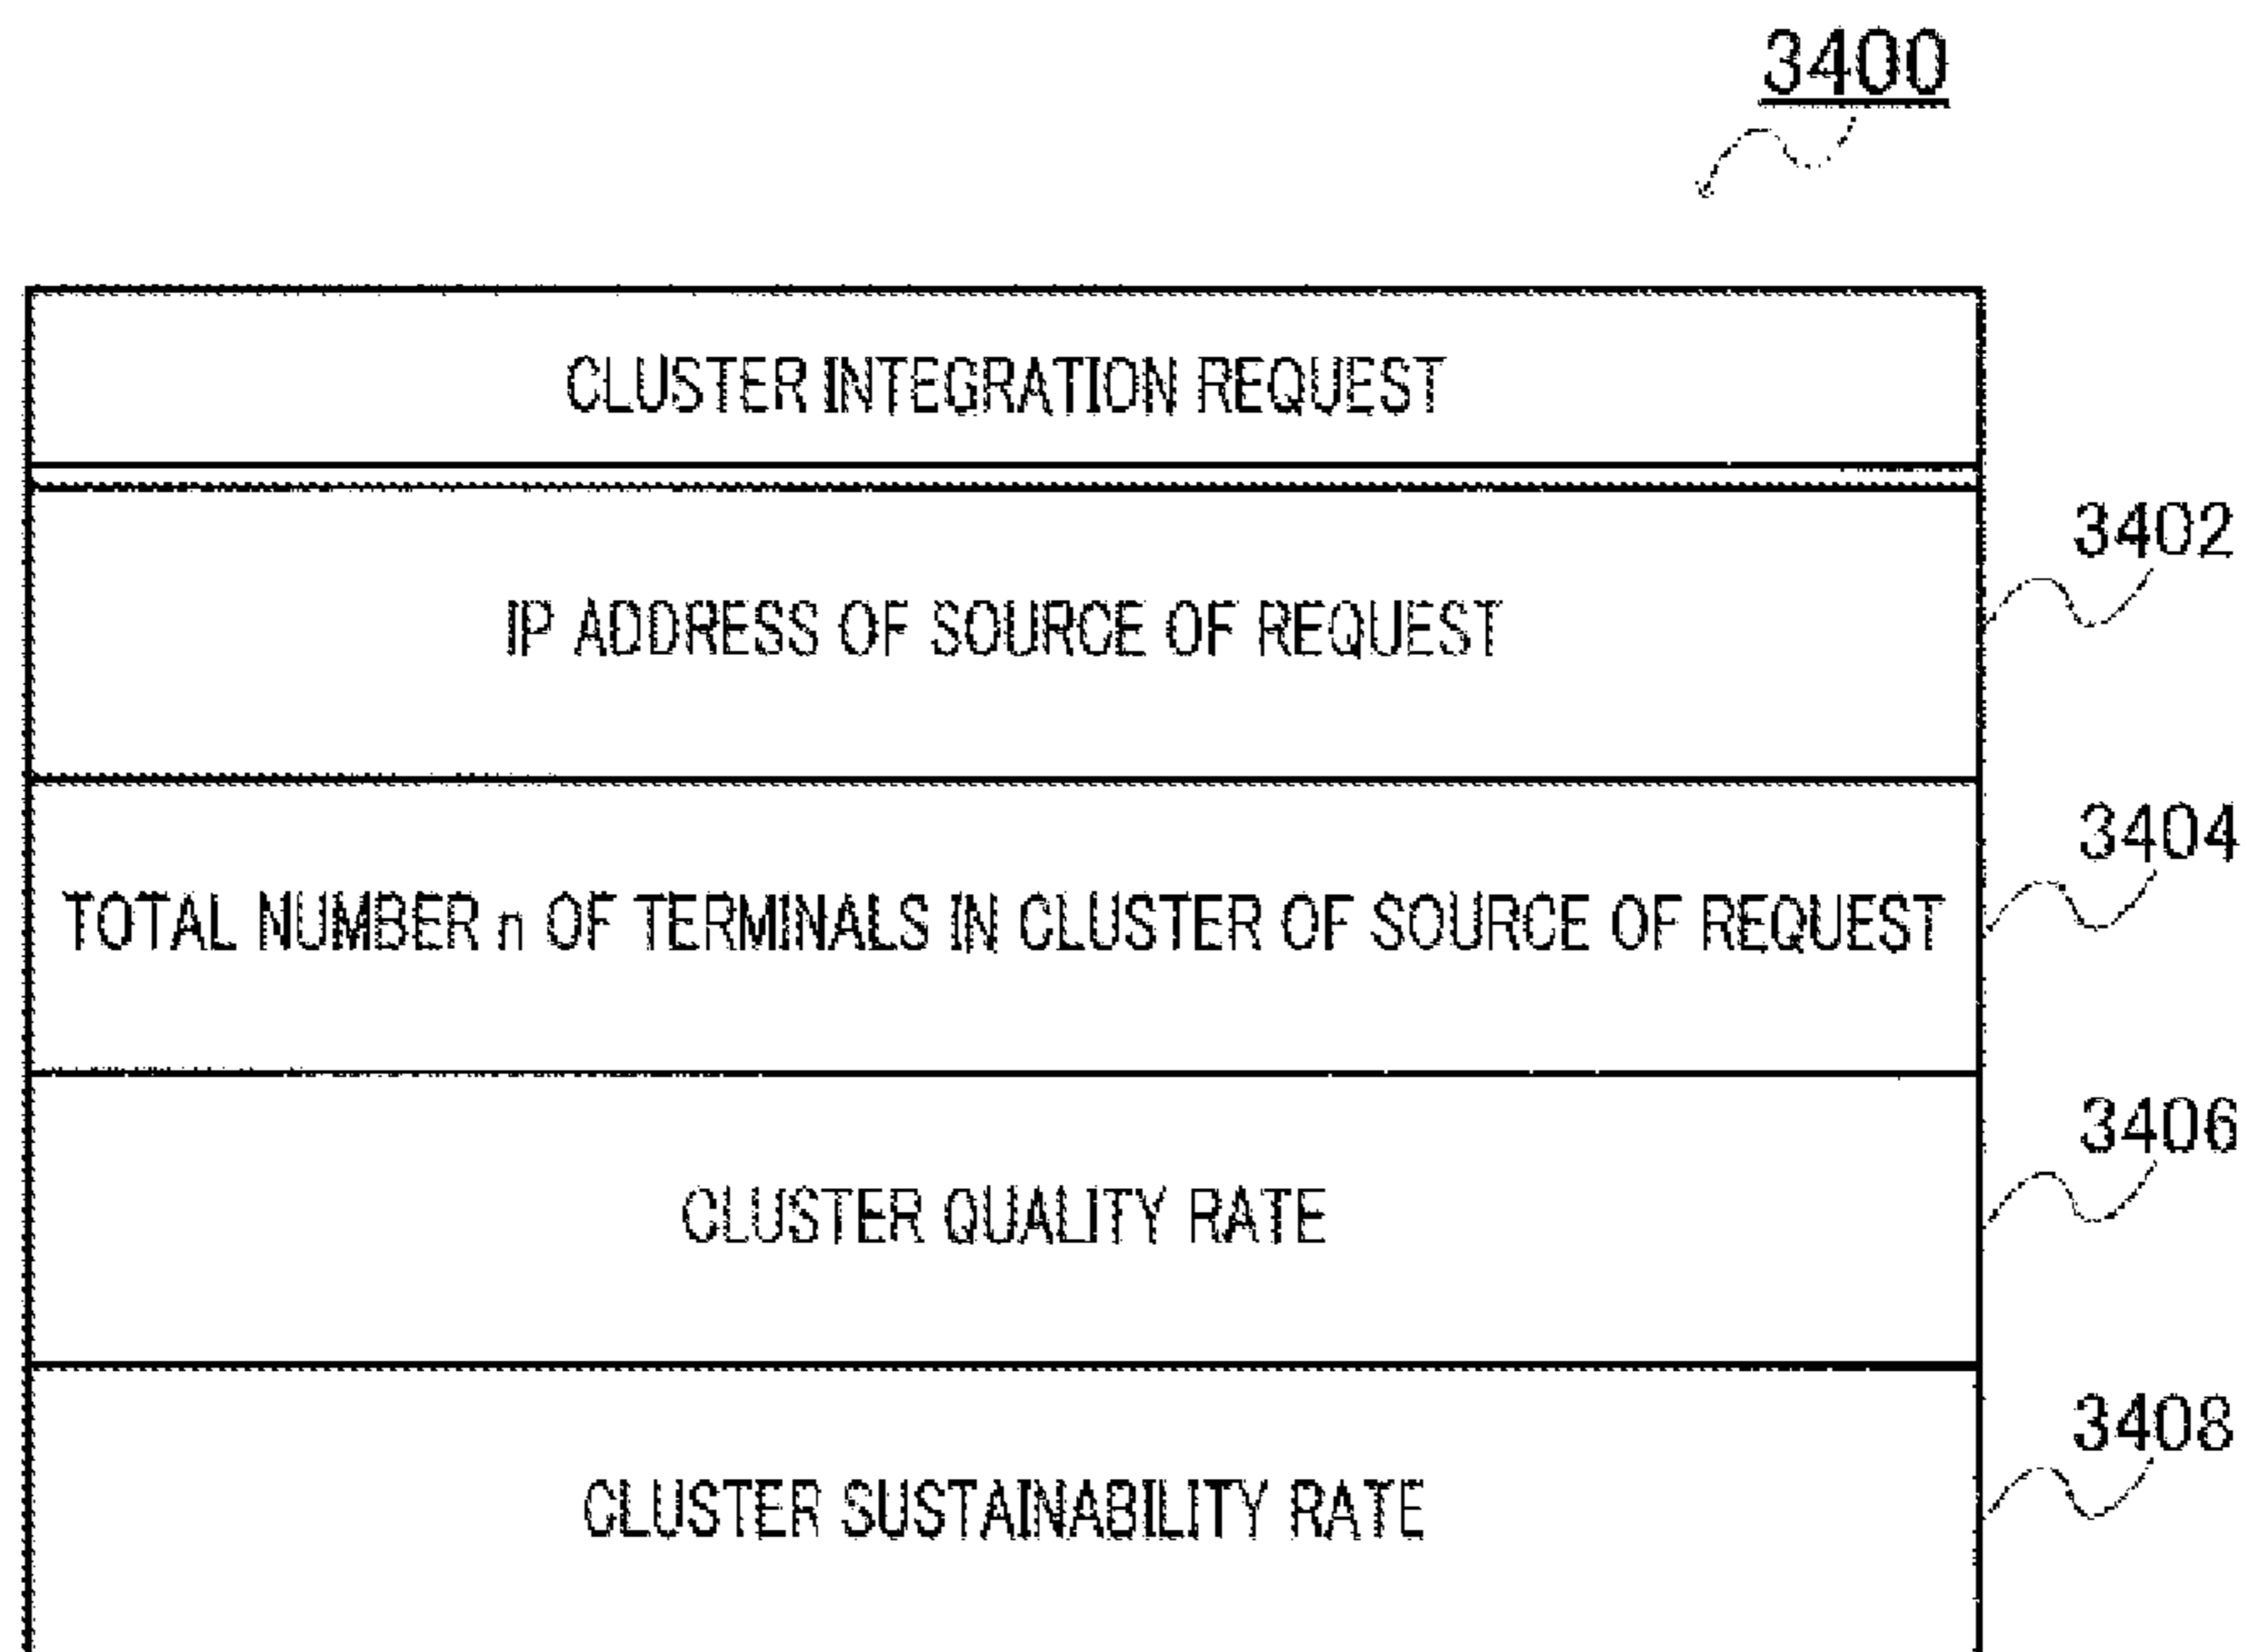 3400
CLUSTER INTEGRATION REQUEST
3402
IP ADDRESS OF SOURCE OF REQUEST
3404
TOTAL NUMBER n OF TERMINALS IN CLUSTER OF SOURCE OF REQUEST
3406
CLUSTER QUALITY RATE
3408
CLUSTER SUSTAINABILITY RATE